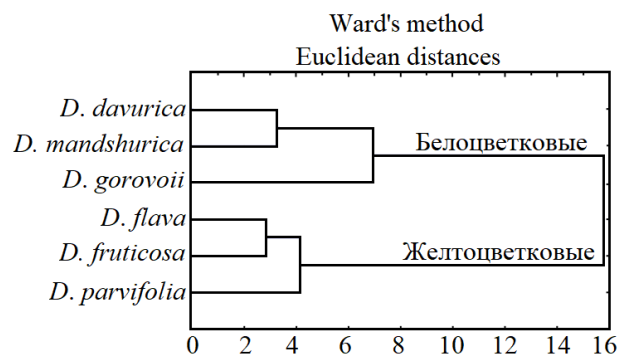 Ward's method
Euclidean distances
D. davurica
D. mandshurica
Белоцветковые
D. gorovoii
D. flava
D. fruticosa
Желтоцветковые
D. parvifolia
0 2 4 6 8 10 12 14 16